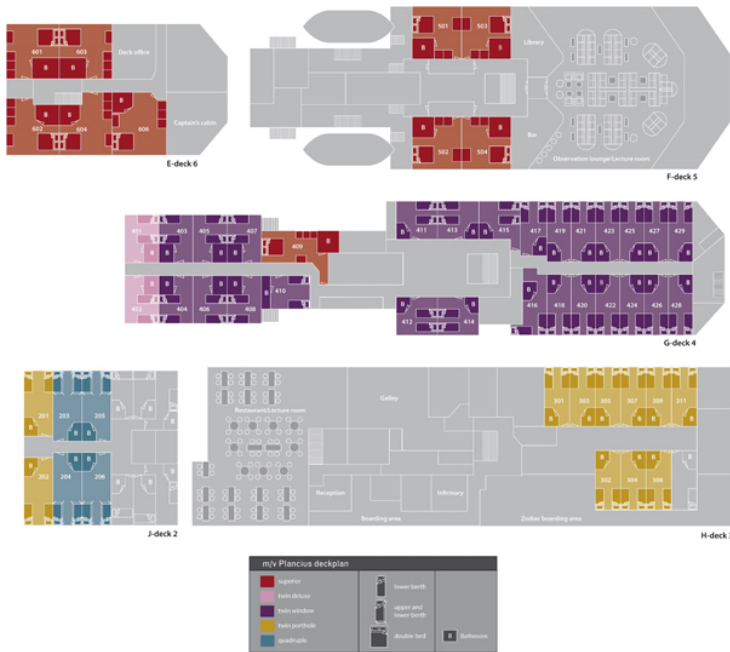 601 603 Deck office
B B
B B B
Captain's cabin
602 604 606
E-deck 6
501 503
B B
Library
B B
Bar
502 504
Observation lounge/Lecture room
F-deck 5
401 403 405 407
B B B B
409 B
411 413 415 417 419 421 425 427 429
B B B B B B B B B B
B B B B B 410
402 404 406 408
B B B B B B B B B
412 414
416 418 420 422 424 426 428
G-deck 4
201 203 205
B B B B B
B B B B B
202 204 206
J-deck 2
Restaurant/Lecture room
Galley
Reception
Infirmary
Boarding area
Zodiac boarding area
301 303 305 307 309 311
B B B B B B
B B B B
302 304 306
H-deck
m/v Plancius deckplan
superior
twin deluxe
twin window
twin porthole
quadruple
lower berth
upper and
lower berth
double bed
B Bathroom